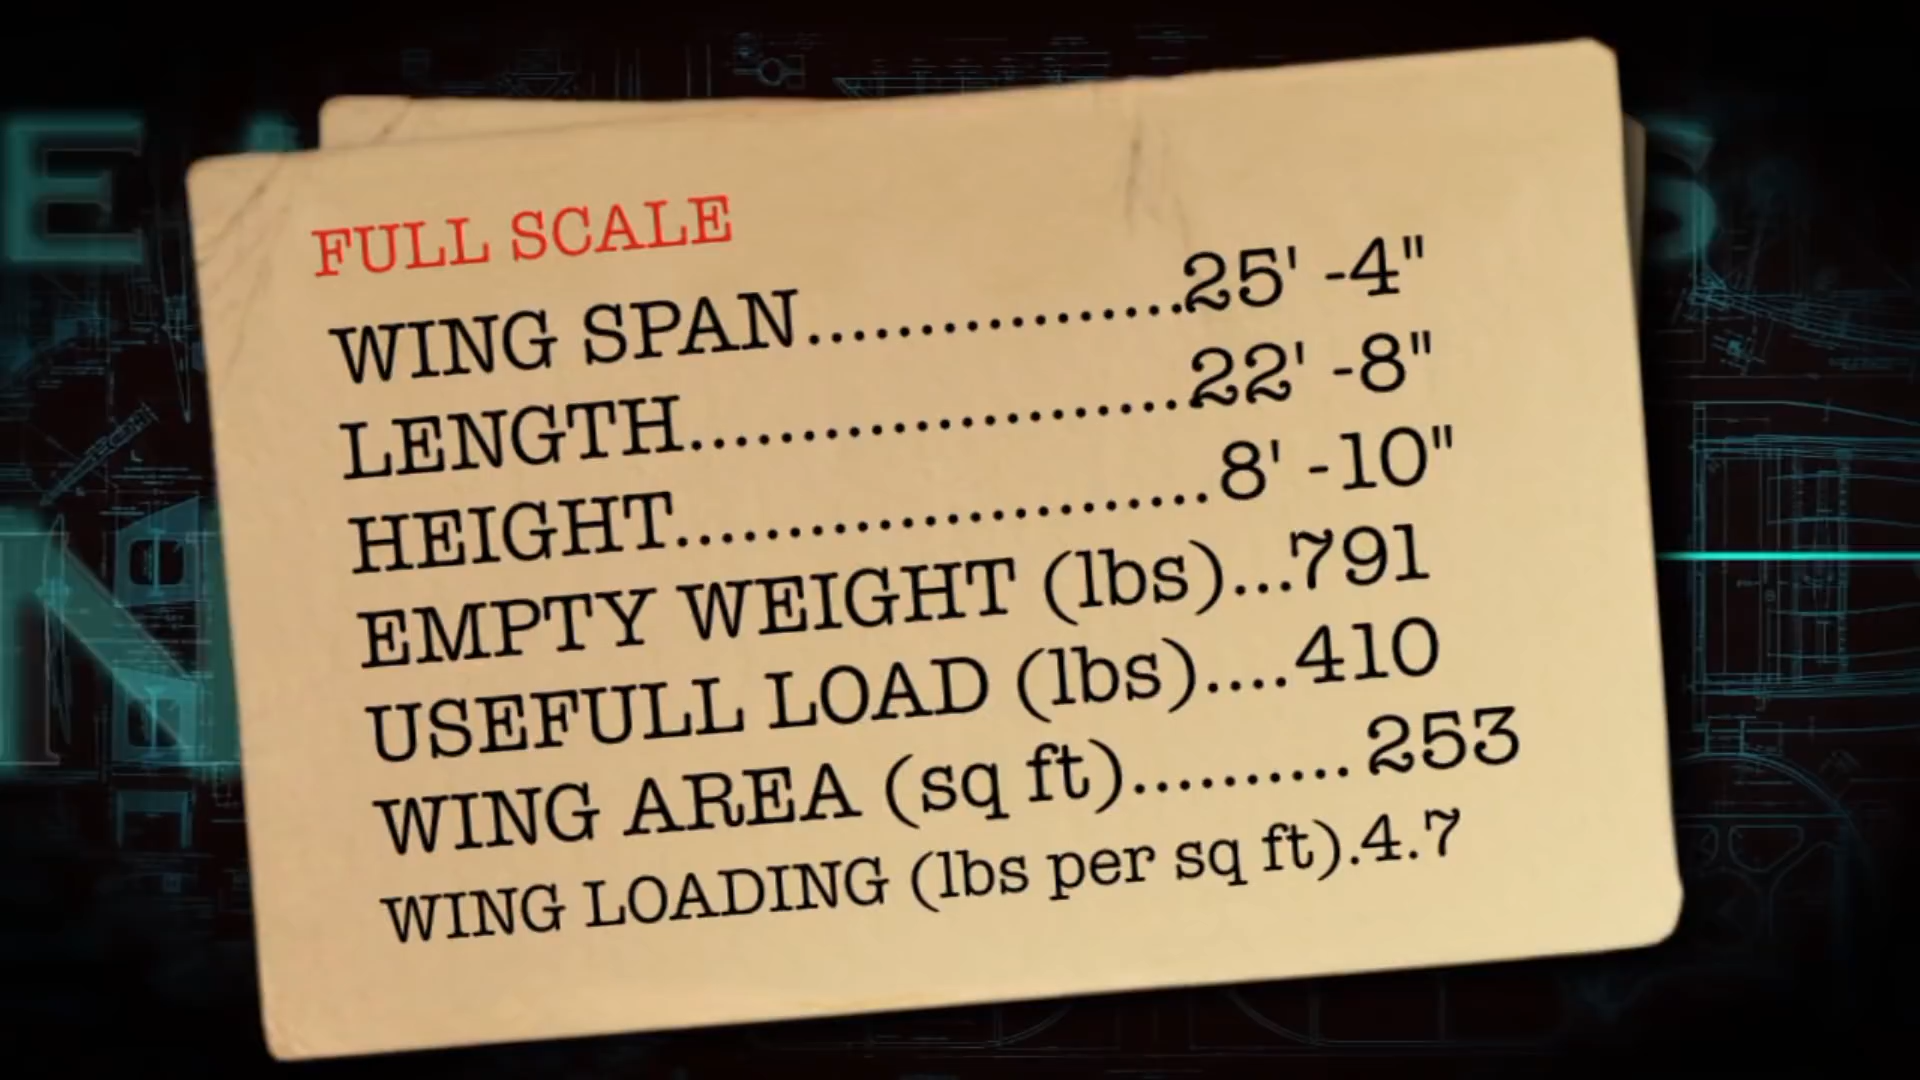 FULL SCALE
WING SPAN.................25' -4"
LENGTH......................22' -8"
HEIGHT........................8' -10"
EMPTY WEIGHT (lbs)...791
USEFULL LOAD (lbs)....410
WING AREA (sq ft)..........253
WING LOADING (lbs per sq ft).4.7